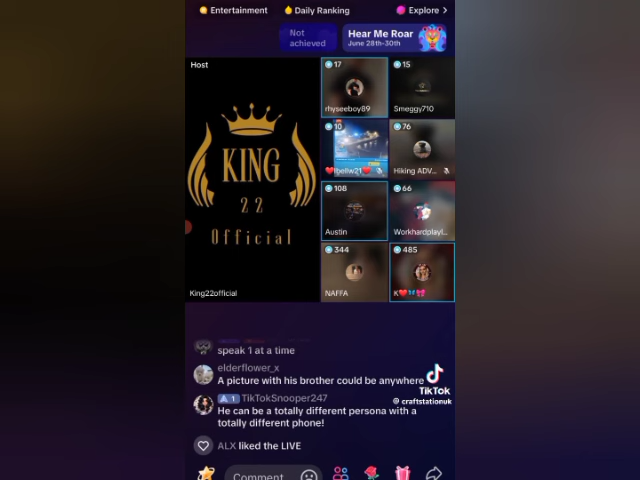 Entertainment
Daily Ranking
Explore >
Not
achieved
Hear Me Roar
June 28th-30th
Host
17
rhyseeboy89
15
Smeggy710
KING
22
Official
10
76
Hiking ADV...
108
Austin
66
Workhardplayl...
344
NAFFA
485
K
King22official
speak 1 at a time
elderflower_x
A picture with his brother could be anywhere
1 TikTokSnooper247
He can be a totally different persona with a
totally different phone!
TikTok
@craftstationuk
ALX liked the LIVE
Comment